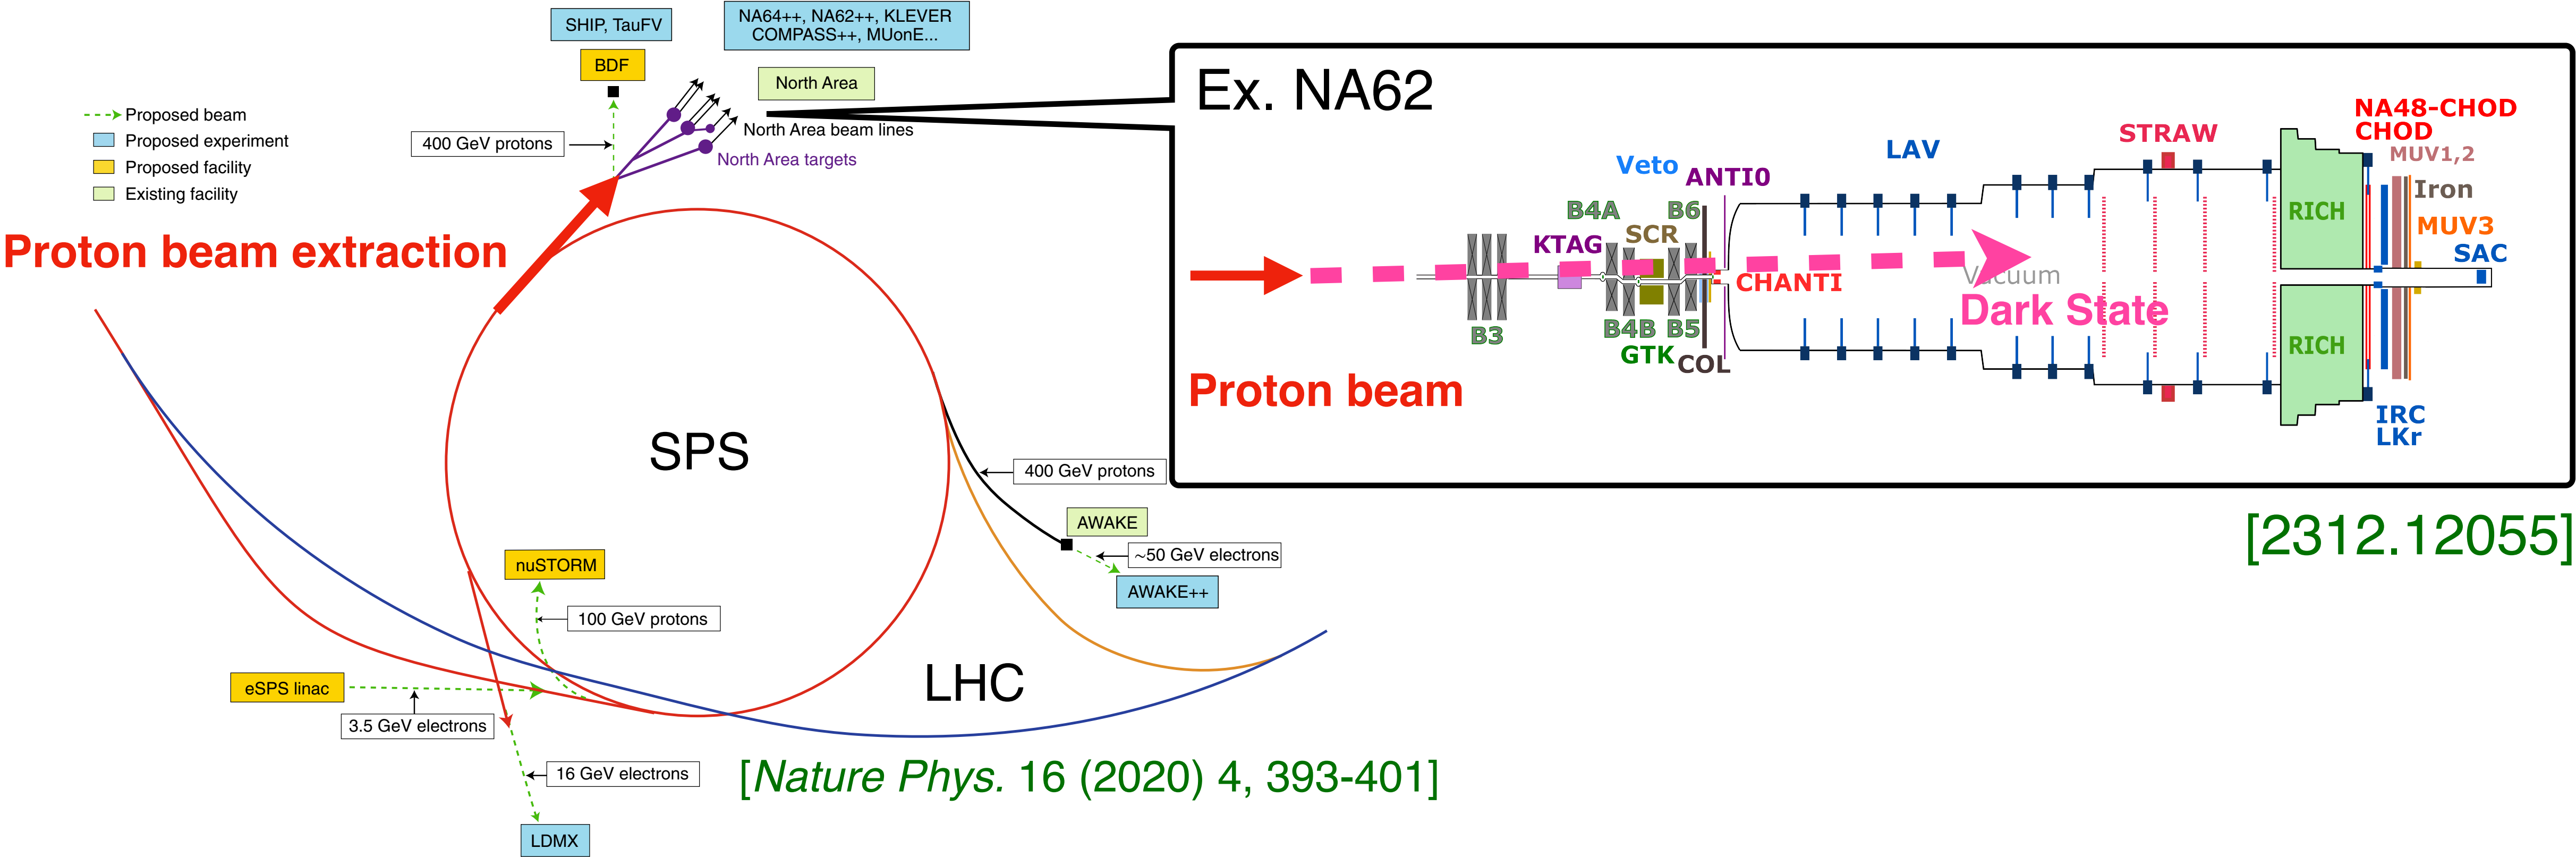 SHIP, TauFV
BDF
NA64++, NA62++, KLEVER
COMPASS++, MUonE...
North Area
Proposed beam
Proposed experiment
Proposed facility
Existing facility
400 GeV protons
North Area beam lines
North Area targets
Proton beam extraction
SPS
400 GeV protons
AWAKE
~50 GeV electrons
AWAKE++
nuSTORM
100 GeV protons
eSPS linac
3.5 GeV electrons
LHC
16 GeV electrons
LDMX
[Nature Phys. 16 (2020) 4, 393-401]
Ex. NA62
Proton beam
B3
KTAG
B4A
SCR
Veto
B6
ANTI0
B4B
B5
GTK
COL
CHANTI
LAV
Vacuum
Dark State
STRAW
RICH
RICH
NA48-CHOD
CHOD
MUV1,2
Iron
MUV3
SAC
IRC
LKr
[2312.12055]